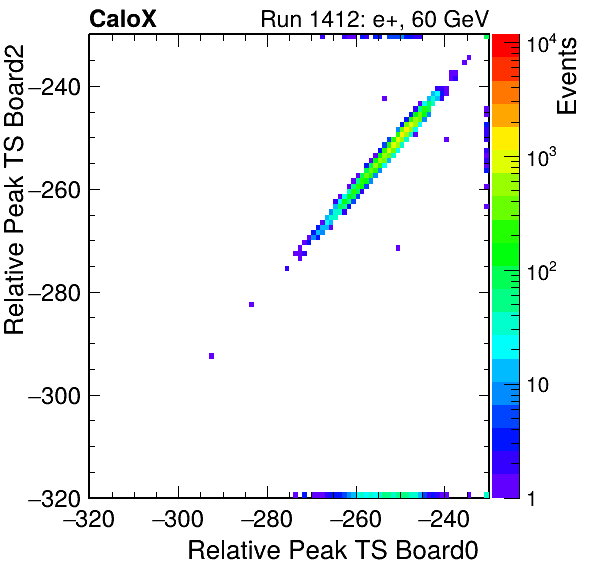 CaloX Run 1412: e+, 60 GeV
Relative Peak TS Board2
−240
−260
−280
−300
−320
−320 −300 −280 −260 −240
Relative Peak TS Board0
Events
10⁴
10³
10²
10
1